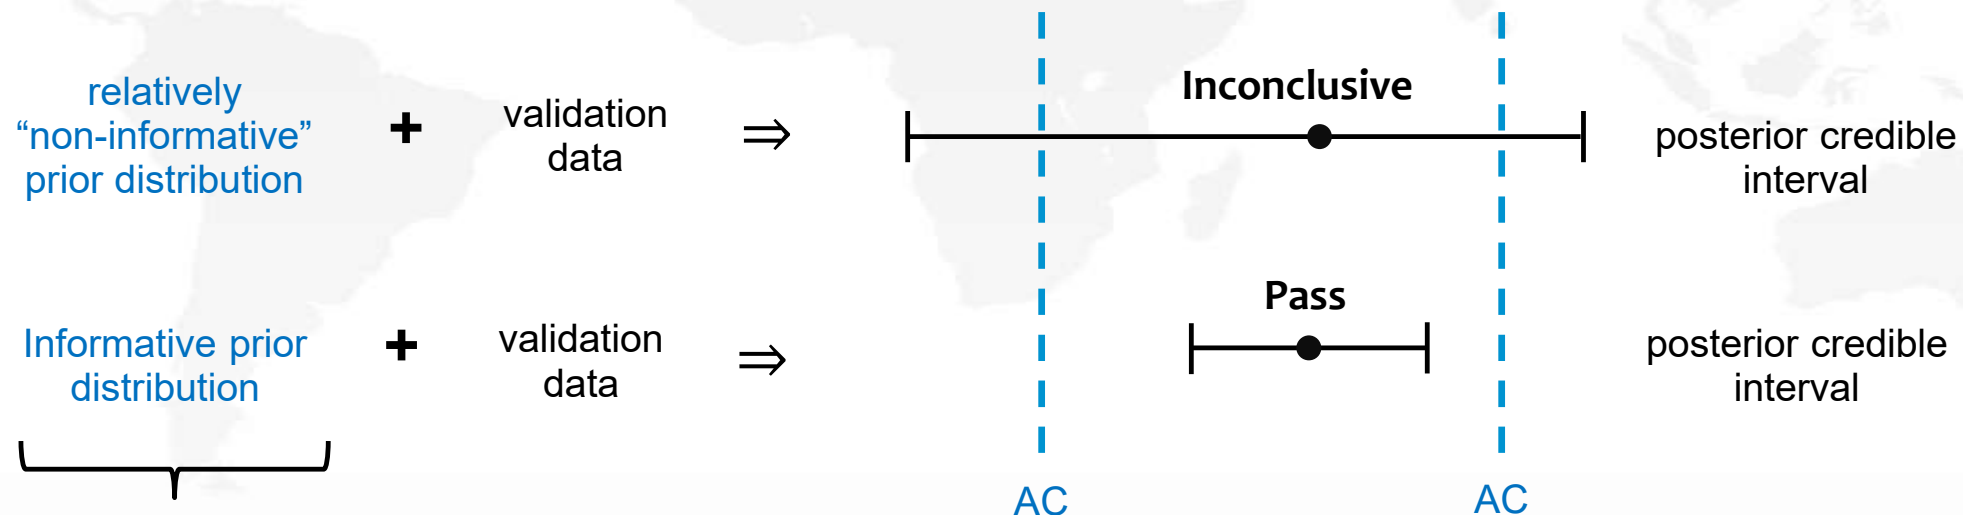 relatively
“non-informative”
prior distribution
+
validation
data
⇒
Inconclusive
posterior credible
interval
Informative prior
distribution
+
validation
data
⇒
Pass
posterior credible
interval
AC
AC